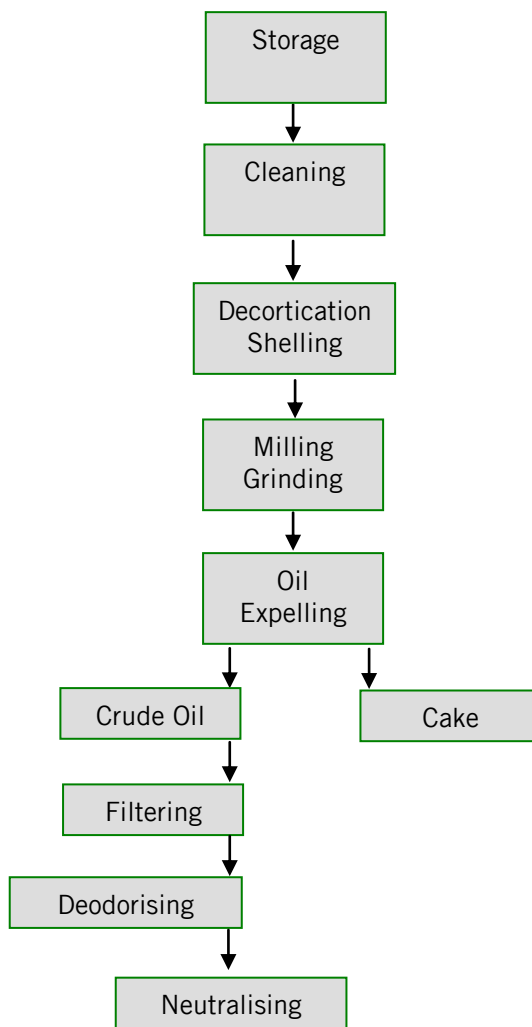 Storage
Cleaning
Decortication
Shelling
Milling
Grinding
Oil
Expelling
Crude Oil
Cake
Filtering
Deodorising
Neutralising